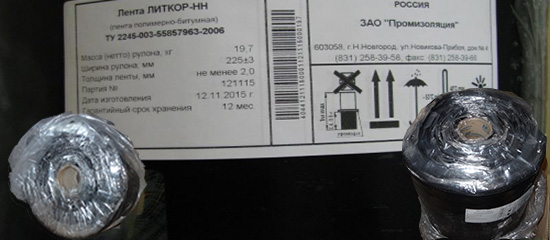 Лента ЛИТКОР-НН
(лента полимерно-битумная)
ТУ 2245-003-55857963-2006
Масса (нетто) рулона, кг 19,7
Ширина рулона, мм 225±3
Толщина ленты, мм не менее 2,0
Партия № 121115
Дата изготовления 12.11.2015 г
Гарантийный срок хранения 12 мес
РОССИЯ
ЗАО "Промизоляция"
603058, г.Н.Новгород, ул.Новикова-Прибоя, дом №4
(831) 258-39-56, факс (831) 258-39-66